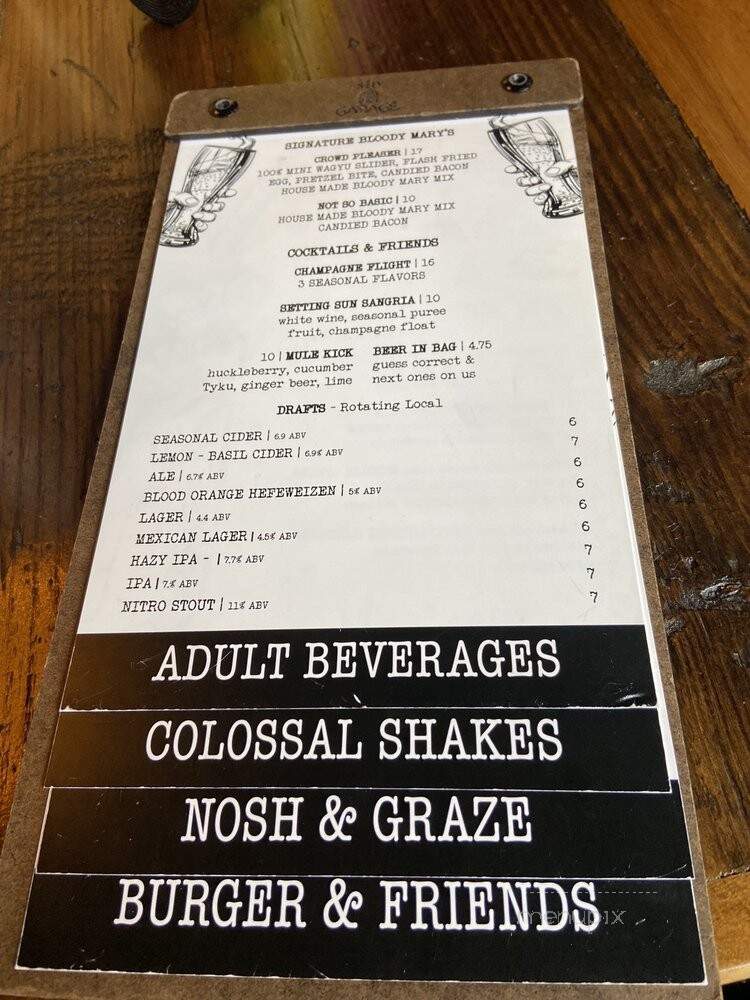 GARAGE
SIGNATURE BLOODY MARY'S
CROWD PLEASER | 17
100% MINI WAGYU SLIDER, FLASH FRIED
EGG, PRETZEL BITE, CANDIED BACON
HOUSE MADE BLOODY MARY MIX
NOT SO BASIC | 10
HOUSE MADE BLOODY MARY MIX
CANDIED BACON
COCKTAILS & FRIENDS
CHAMPAGNE FLIGHT | 16
3 SEASONAL FLAVORS
SETTING SUN SANGRIA | 10
white wine, seasonal puree
fruit, champagne float
10 | MULE KICK
huckleberry, cucumber
Tyku, ginger beer, lime
BEER IN BAG | 4.75
guess correct &
next ones on us
DRAFTS - Rotating Local
SEASONAL CIDER | 6.9 ABV 6
LEMON - BASIL CIDER | 6.9% ABV 7
ALE | 6.7% ABV 6
BLOOD ORANGE HEFEWEIZEN | 5% ABV 6
LAGER | 4.4 ABV 6
MEXICAN LAGER | 4.5% ABV 6
HAZY IPA - | 7.7% ABV 7
IPA | 7.% ABV 7
NITRO STOUT | 11% ABV 7
ADULT BEVERAGES
COLOSSAL SHAKES
NOSH & GRAZE
BURGER & FRIENDS
menupix